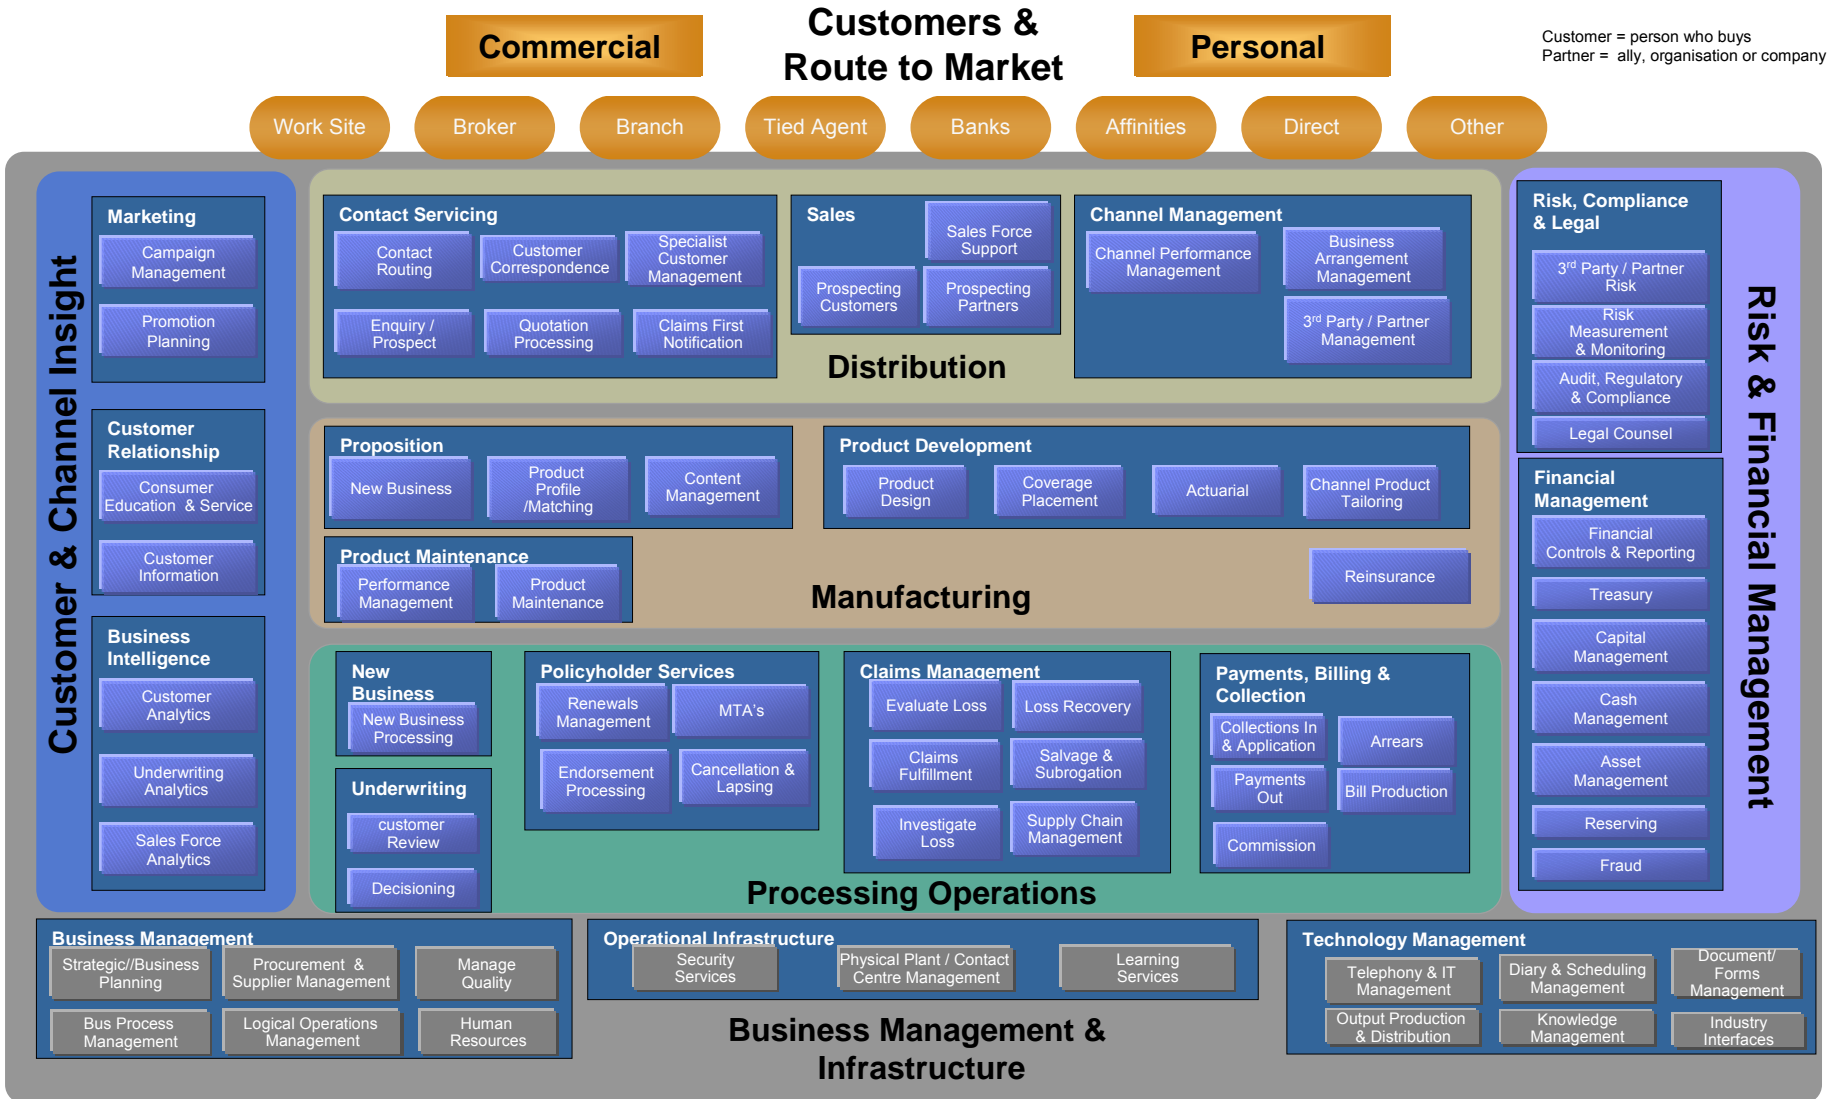 Customers &
Route to Market
Commercial
Personal
Customer = person who buys
Partner = ally, organisation or company
Work Site
Broker
Branch
Tied Agent
Banks
Affinities
Direct
Other
Customer & Channel Insight
Marketing
Campaign
Management
Promotion
Planning
Customer
Relationship
Consumer
Education & Service
Customer
Information
Business
Intelligence
Customer
Analytics
Underwriting
Analytics
Sales Force
Analytics
Contact Servicing
Contact
Routing
Customer
Correspondence
Specialist
Customer
Management
Enquiry /
Prospect
Quotation
Processing
Claims First
Notification
Sales
Sales Force
Support
Prospecting
Customers
Prospecting
Partners
Channel Management
Channel Performance
Management
Business
Arrangement
Management
3rd Party / Partner
Management
Distribution
Proposition
New Business
Product
Profile
/Matching
Content
Management
Product Development
Product
Design
Coverage
Placement
Actuarial
Channel Product
Tailoring
Product Maintenance
Performance
Management
Product
Maintenance
Reinsurance
Manufacturing
New
Business
New Business
Processing
Underwriting
customer
Review
Decisioning
Policyholder Services
Renewals
Management
MTA's
Endorsement
Processing
Cancellation &
Lapsing
Claims Management
Evaluate Loss
Loss Recovery
Claims
Fulfillment
Salvage &
Subrogation
Investigate
Loss
Supply Chain
Management
Payments, Billing &
Collection
Collections In
& Application
Arrears
Payments
Out
Bill Production
Commission
Processing Operations
Risk, Compliance
& Legal
3rd Party / Partner
Risk
Risk
Measurement
& Monitoring
Audit, Regulatory
& Compliance
Legal Counsel
Financial
Management
Financial
Controls & Reporting
Treasury
Capital
Management
Cash
Management
Asset
Management
Reserving
Fraud
Risk & Financial Management
Business Management
Strategic//Business
Planning
Procurement &
Supplier Management
Manage
Quality
Bus Process
Management
Logical Operations
Management
Human
Resources
Operational Infrastructure
Security
Services
Physical Plant / Contact
Centre Management
Learning
Services
Technology Management
Telephony & IT
Management
Diary & Scheduling
Management
Document/
Forms
Management
Output Production
& Distribution
Knowledge
Management
Industry
Interfaces
Business Management &
Infrastructure